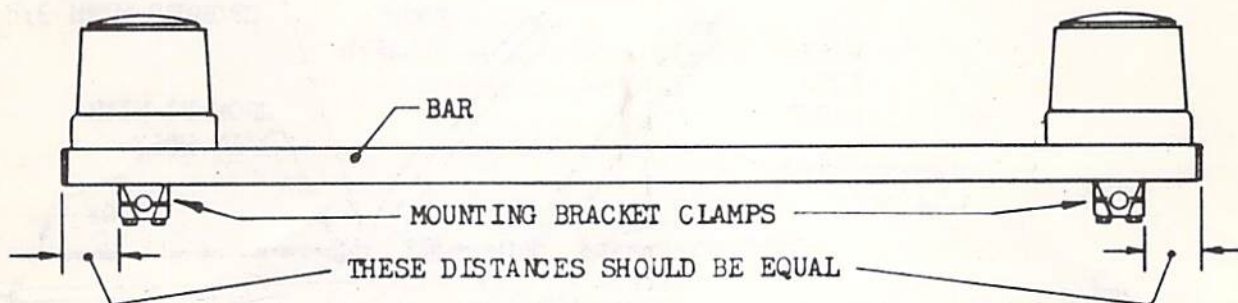 BAR
MOUNTING BRACKET CLAMPS
THESE DISTANCES SHOULD BE EQUAL